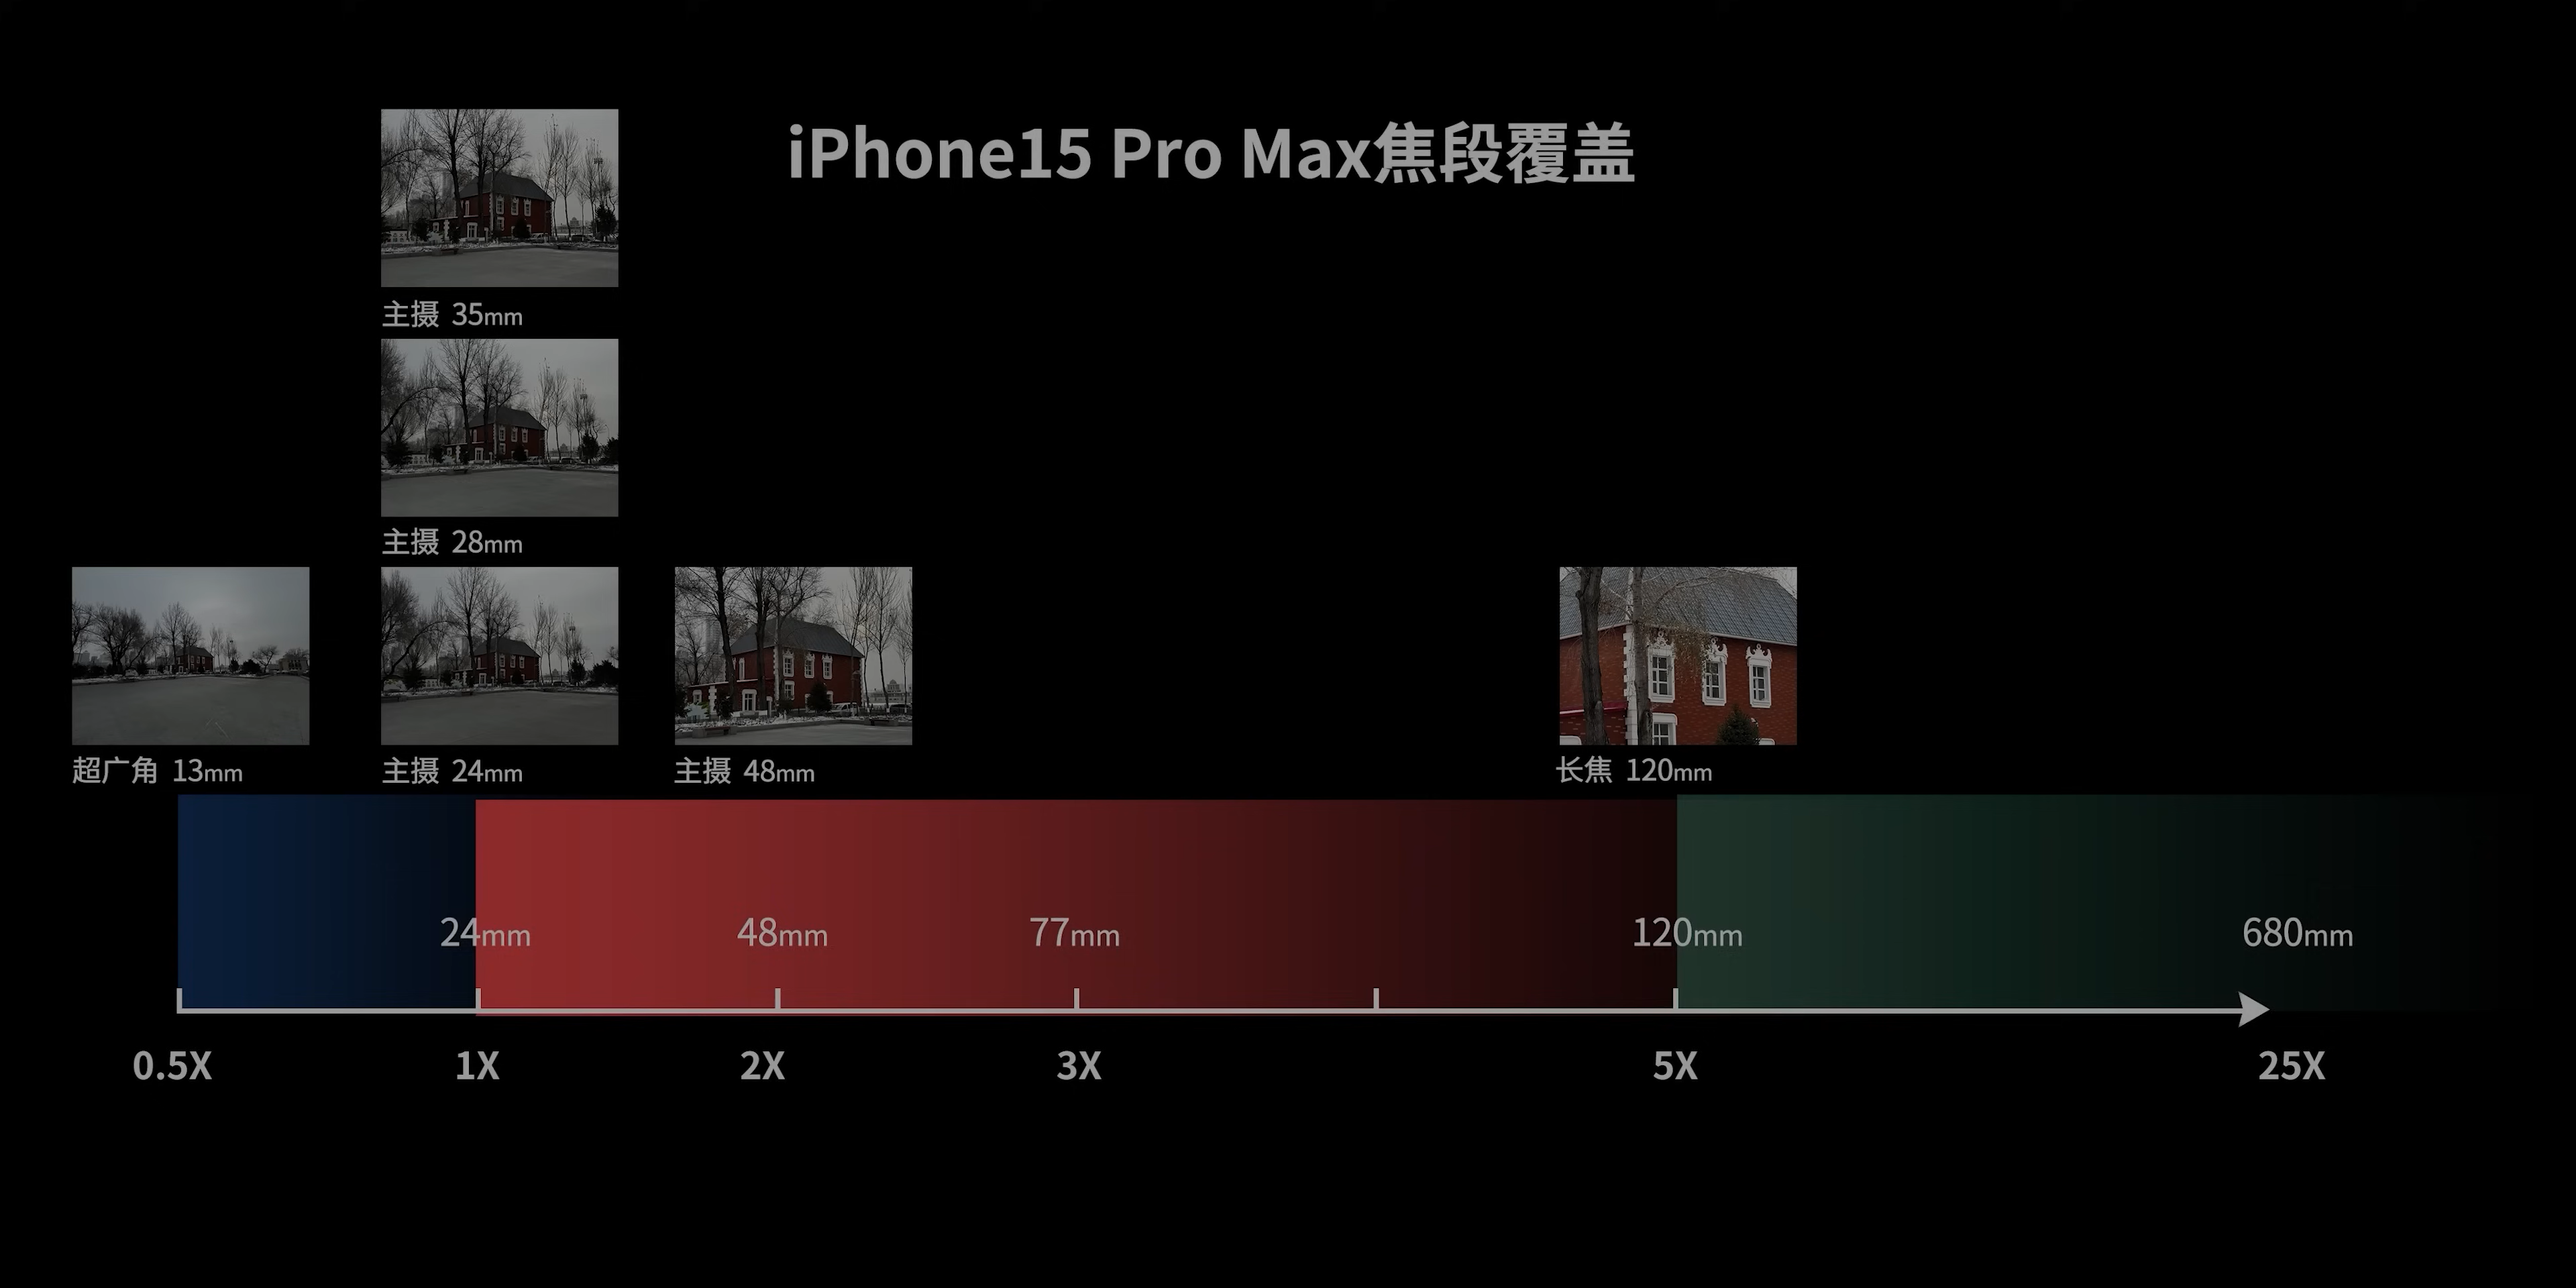 iPhone15 Pro Max焦段覆盖
主摄 35mm
主摄 28mm
超广角 13mm
主摄 24mm
主摄 48mm
长焦 120mm
24mm
48mm
77mm
120mm
680mm
0.5X
1X
2X
3X
5X
25X